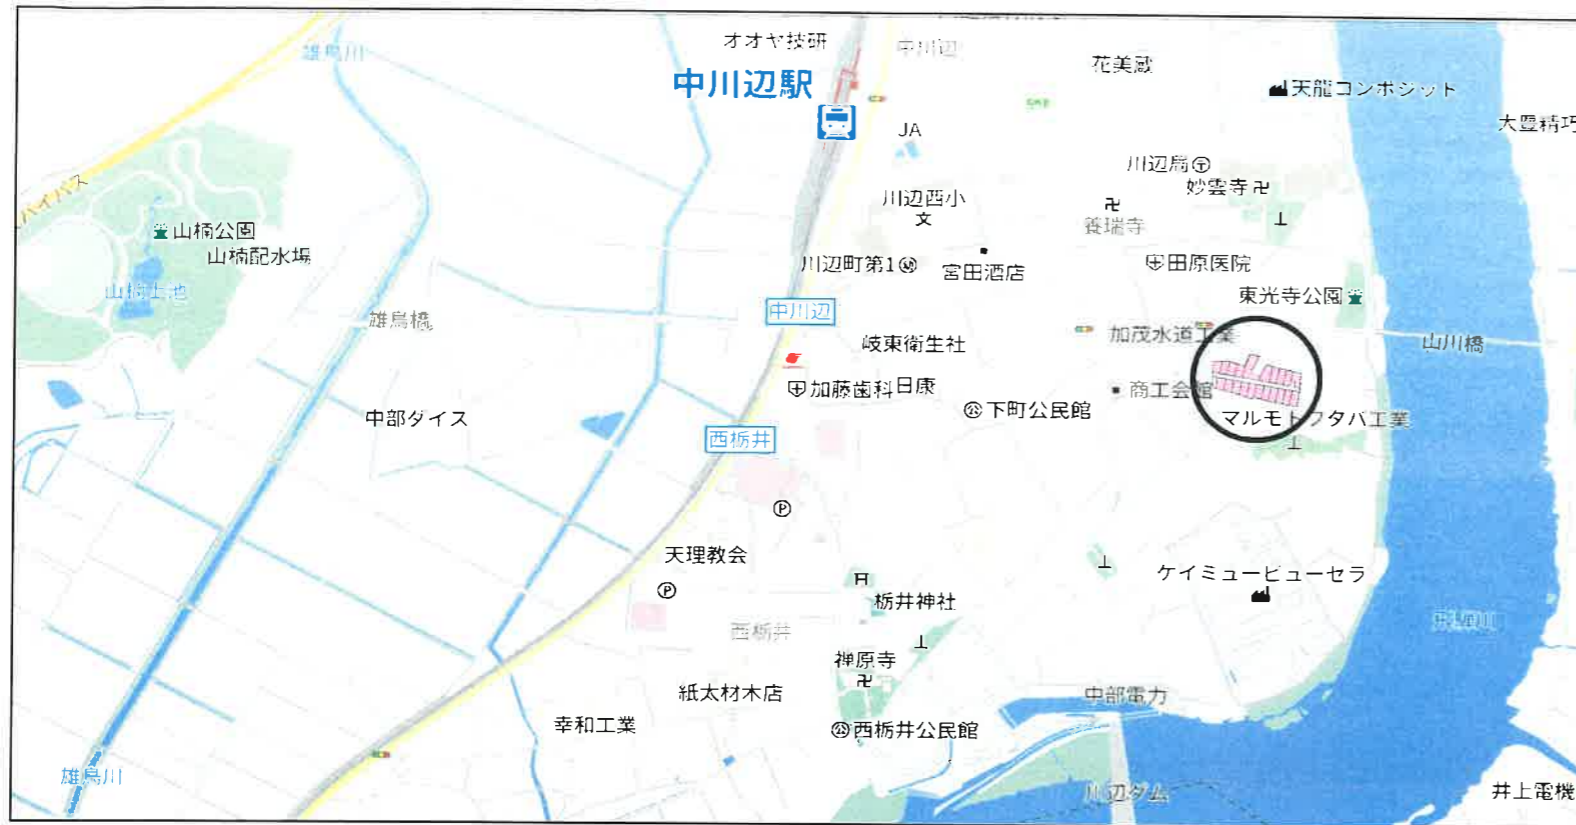 オオヤ技研
中川辺
花美蔵
雄鳥川
中川辺駅
天龍コンポジット
大豊精巧
JA
川辺局
妙雲寺
バイパス
川辺西小
文
養瑞寺
山楠公園
山楠配水場
川辺町第1
宮田酒店
田原医院
山楠上池
東光寺公園
中川辺
雄鳥橋
加茂水道工業
山川橋
岐東衛生社
加藤歯科
日康
商工会館
下町公民館
中部ダイス
マルモトフタバ工業
西栃井
P
天理教会
P
ケイミュービューセラ
栃井神社
西栃井
飛騨川
禅原寺
紙太材木店
中部電力
幸和工業
西栃井公民館
雄鳥川
川辺ダム
井上電機